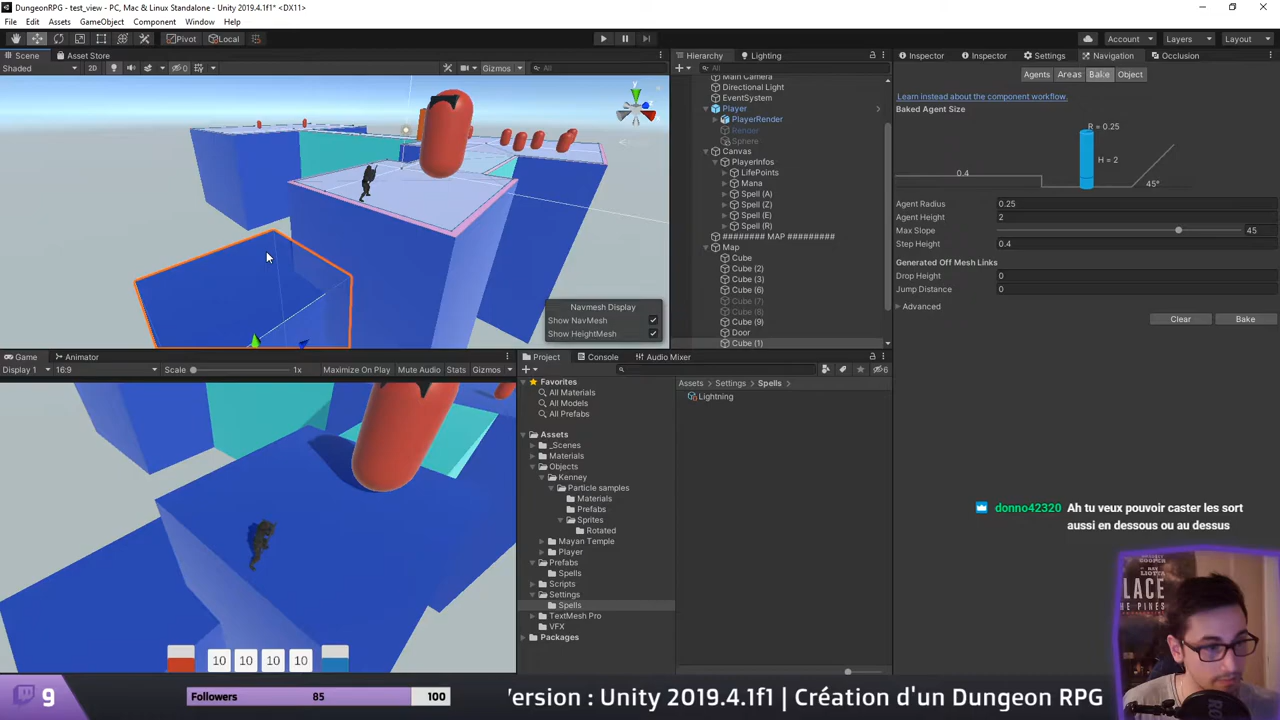 DungeonRPG - test_view - PC, Mac & Linux Standalone - Unity 2019.4.1f1* <DX11>
File Edit Assets GameObject Component Window Help
Pivot Local
Account Layers Layout
Scene Asset Store
Shaded 2D 0 Gizmos All
y
Navmesh Display
Show NavMesh
Show HeightMesh
Hierarchy Lighting
All
Main Camera
Directional Light
EventSystem
Player
PlayerRender
Render
Sphere
Canvas
PlayerInfos
LifePoints
Mana
Spell (A)
Spell (Z)
Spell (E)
Spell (R)
######## MAP #########
Map
Cube
Cube (2)
Cube (3)
Cube (6)
Cube (7)
Cube (8)
Cube (9)
Door
Cube (1)
Inspector Inspector Settings Navigation Occlusion
Agents Areas Bake Object
Learn instead about the component workflow.
Baked Agent Size
R = 0.25
H = 2
0.4
45°
Agent Radius 0.25
Agent Height 2
Max Slope 45
Step Height 0.4
Generated Off Mesh Links
Drop Height 0
Jump Distance 0
Advanced
Clear Bake
Game Animator
Display 1 16:9 Scale 1x Maximize On Play Mute Audio Stats Gizmos
10 10 10 10
Project Console Audio Mixer
6
Favorites
All Materials
All Models
All Prefabs
Assets
_Scenes
Materials
Objects
Kenney
Particle samples
Materials
Prefabs
Sprites
Rotated
Mayan Temple
Player
Prefabs
Spells
Scripts
Settings
Spells
TextMesh Pro
VFX
Packages
Assets > Settings > Spells >
Lightning
donno42320 Ah tu veux pouvoir caster les sort
aussi en dessous ou au dessus
LACE
THE PINES
9 Followers 85 100 Version : Unity 2019.4.1f1 | Création d'un Dungeon RPG